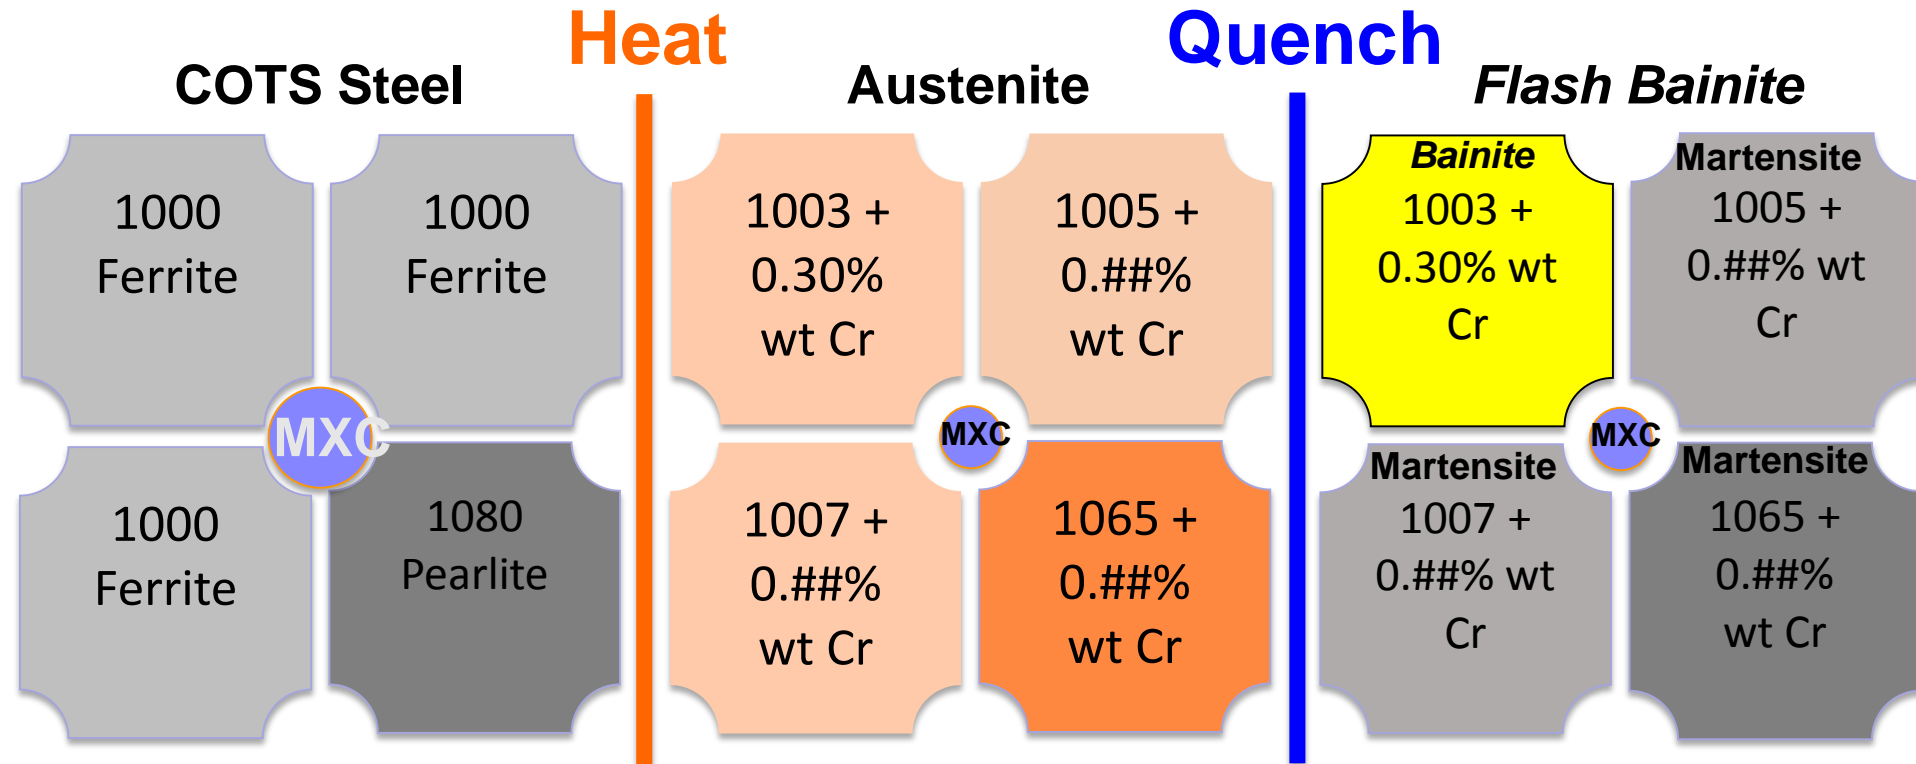 Heat
Quench
COTS Steel
Austenite
Flash Bainite
1000
Ferrite
1000
Ferrite
MXC
1000
Ferrite
1080
Pearlite
1003 +
0.30%
wt Cr
1005 +
0.##%
wt Cr
MXC
1007 +
0.##%
wt Cr
1065 +
0.##%
wt Cr
Bainite
1003 +
0.30% wt
Cr
Martensite
1005 +
0.##% wt
Cr
MXC
Martensite
1007 +
0.##% wt
Cr
Martensite
1065 +
0.##%
wt Cr